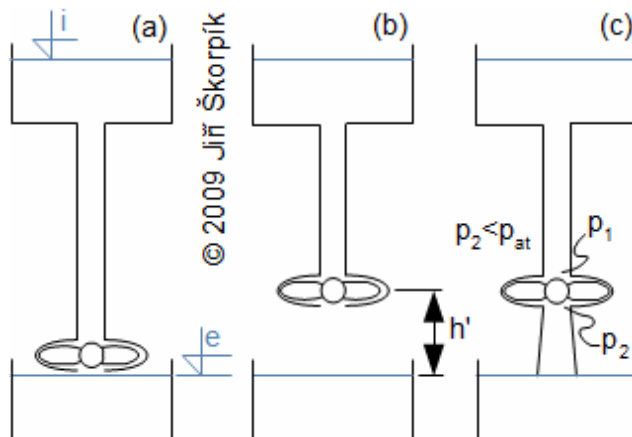 i
(a)
(b)
(c)
© 2009 Jiří Škorpík
p₂<pₐₜ
p₁
h'
e
p₂